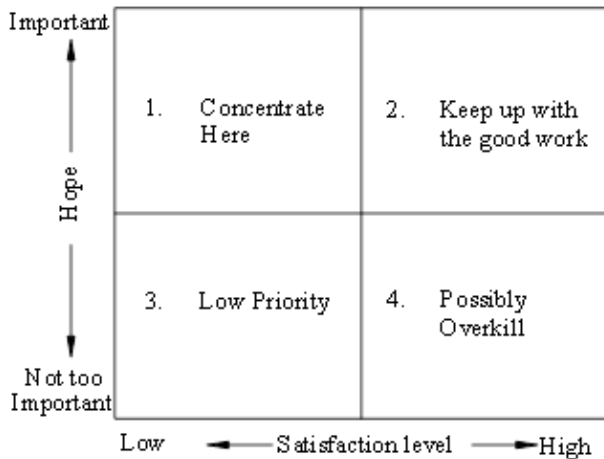 Important
1. Concentrate
Here
2. Keep up with
the good work
Hope
3. Low Priority
4. Possibly
Overkill
Not too
Important
Low Satisfaction level High